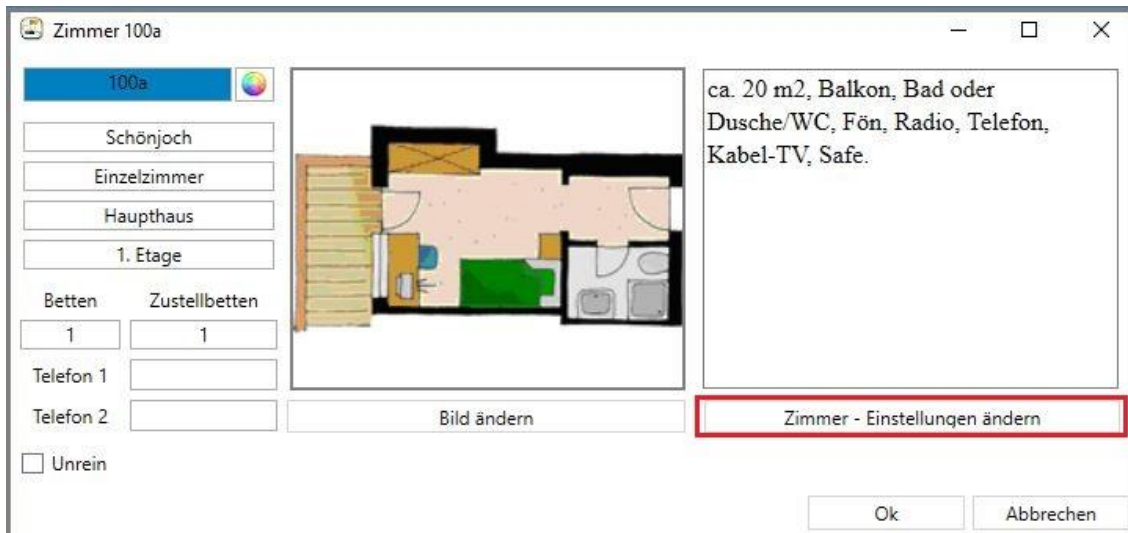 Zimmer 100a
100a
Schönjoch
Einzelzimmer
Haupthaus
1. Etage
Betten Zustellbetten
1 1
Telefon 1
Telefon 2
Unrein
Bild ändern
ca. 20 m2, Balkon, Bad oder
Dusche/WC, Fön, Radio, Telefon,
Kabel-TV, Safe.
Zimmer - Einstellungen ändern
Ok Abbrechen